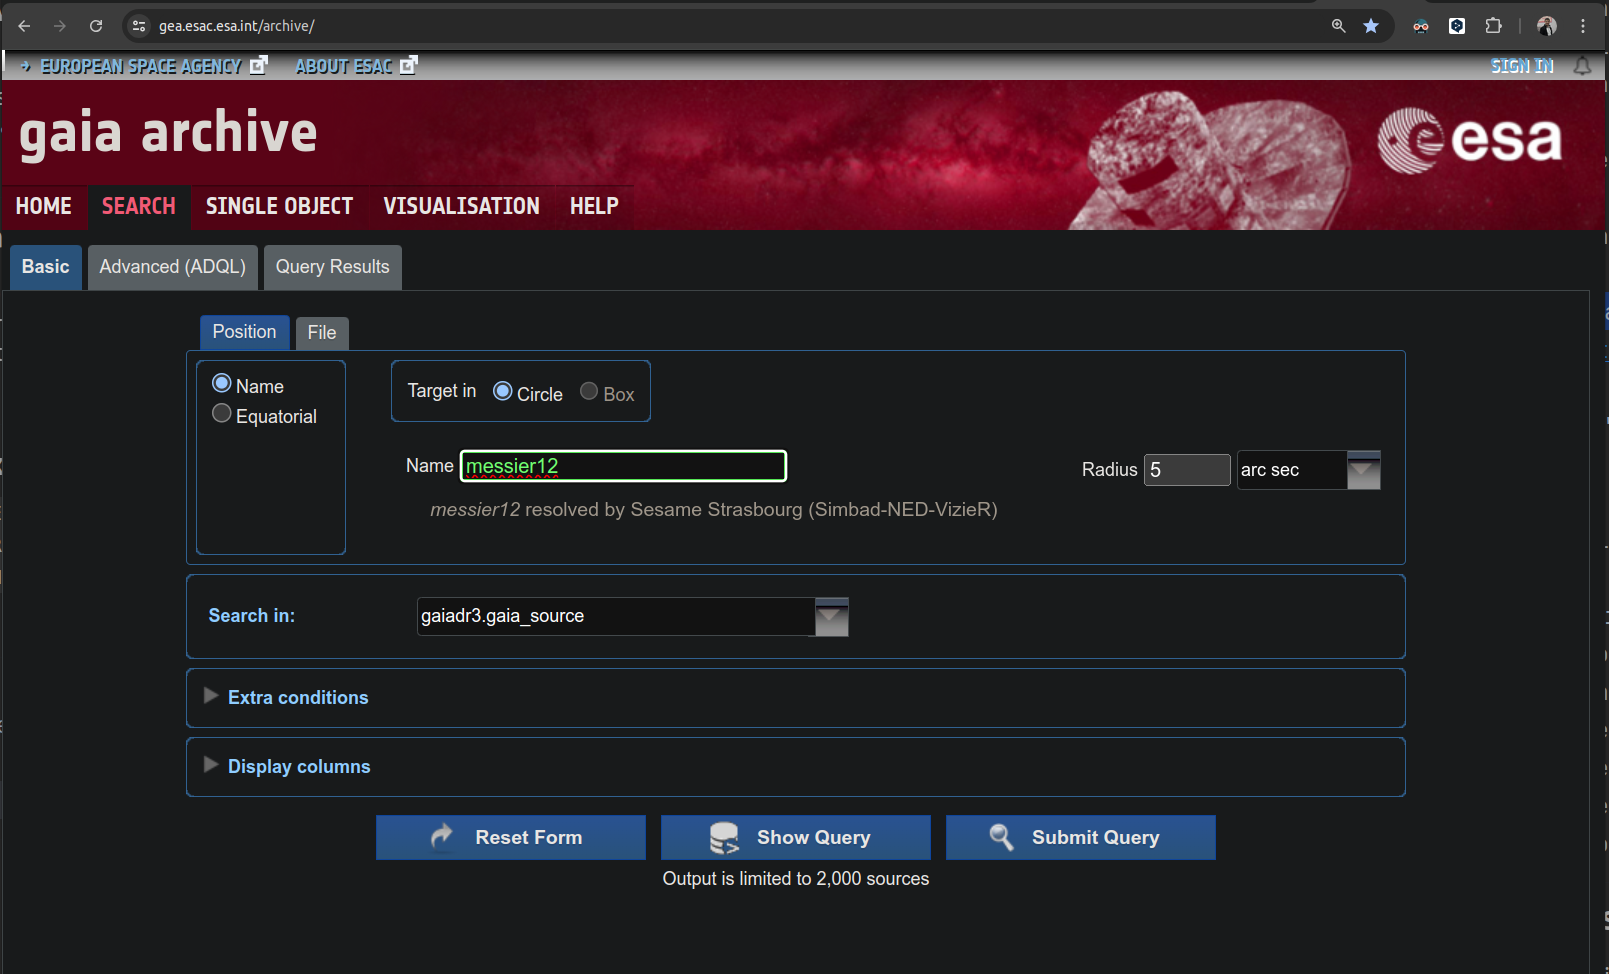 gea.esac.esa.int/archive/
EUROPEAN SPACE AGENCY ABOUT ESAC SIGN IN
gaia archive
esa
HOME SEARCH SINGLE OBJECT VISUALISATION HELP
Basic Advanced (ADQL) Query Results
Position File
Name
Equatorial
Target in Circle Box
Name messier12 Radius 5 arc sec
messier12 resolved by Sesame Strasbourg (Simbad-NED-VizieR)
Search in: gaiadr3.gaia_source
Extra conditions
Display columns
Reset Form Show Query Submit Query
Output is limited to 2,000 sources